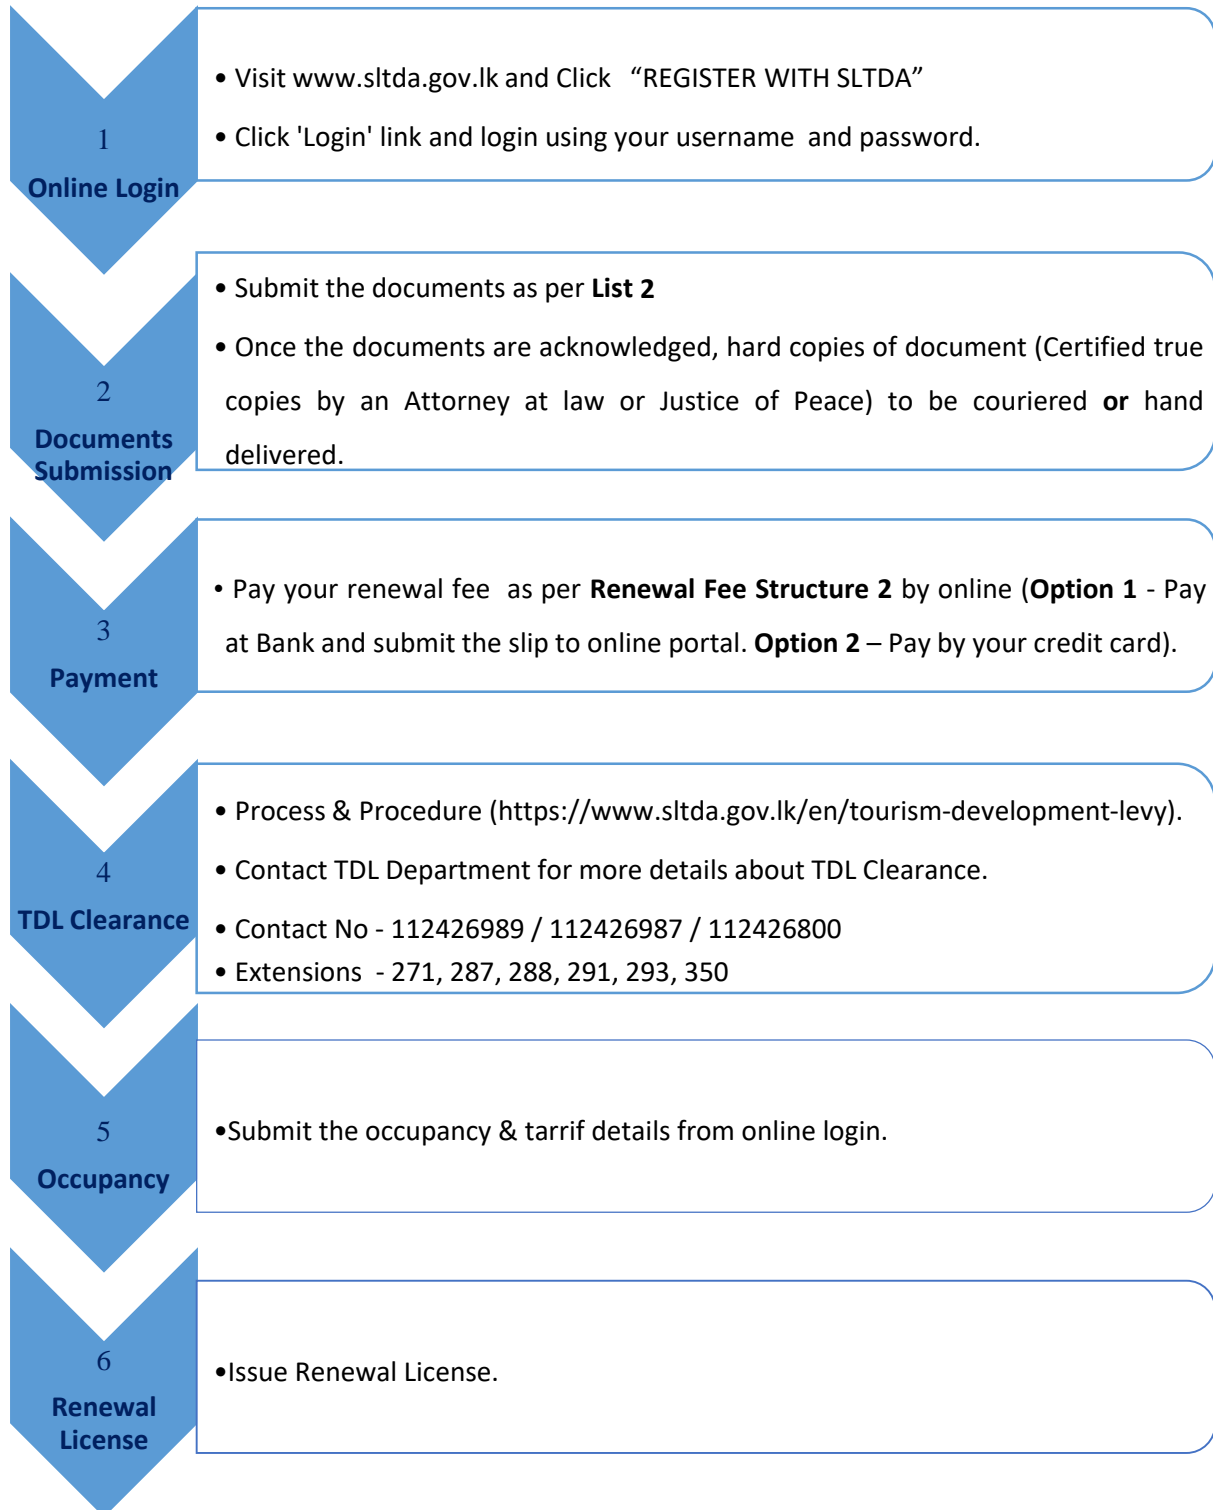 1
Online Login
• Visit www.sltda.gov.lk and Click “REGISTER WITH SLTDA”
• Click 'Login' link and login using your username and password.
2
Documents
Submission
• Submit the documents as per List 2
• Once the documents are acknowledged, hard copies of document (Certified true
copies by an Attorney at law or Justice of Peace) to be couriered or hand
delivered.
3
Payment
• Pay your renewal fee as per Renewal Fee Structure 2 by online (Option 1 - Pay
at Bank and submit the slip to online portal. Option 2 – Pay by your credit card).
4
TDL Clearance
• Process & Procedure (https://www.sltda.gov.lk/en/tourism-development-levy).
• Contact TDL Department for more details about TDL Clearance.
• Contact No - 112426989 / 112426987 / 112426800
• Extensions - 271, 287, 288, 291, 293, 350
5
Occupancy
•Submit the occupancy & tarrif details from online login.
6
Renewal
License
•Issue Renewal License.